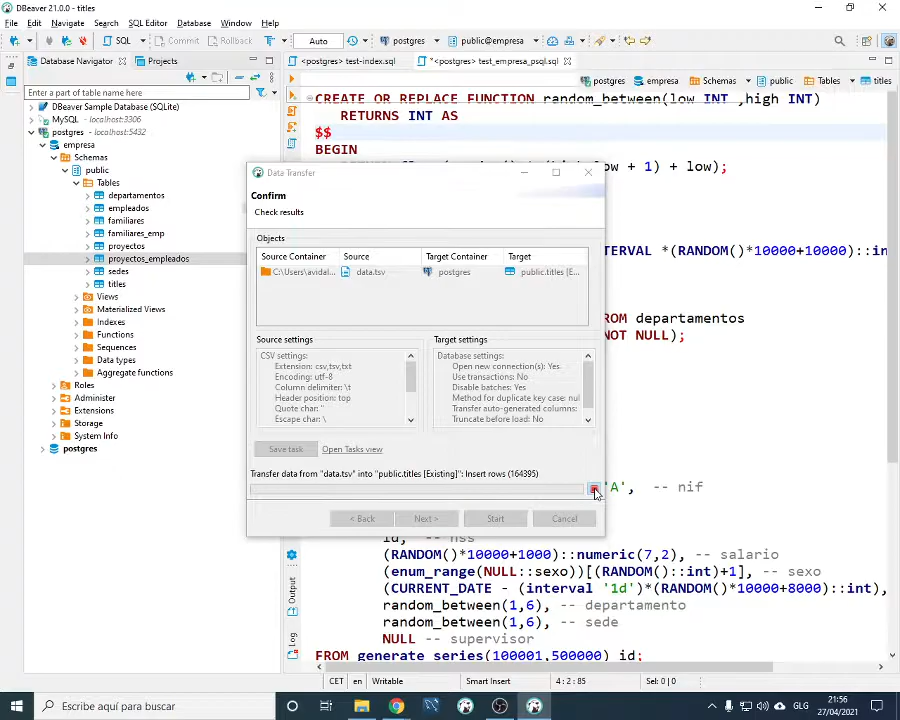 DBeaver 21.0.0 - titles
File Edit Navigate Search SQL Editor Database Window Help
SQL Commit Rollback Auto postgres public@empresa
Database Navigator Projects
<postgres> test-index.sql
*<postgres> test_empresa_psql.sql
Enter a part of table name here
postgres empresa Schemas public Tables titles
DBeaver Sample Database (SQLite)
MySQL - localhost:3306
postgres - localhost:5432
empresa
Schemas
public
Tables
departamentos
empleados
familiares
familiares_emp
proyectos
proyectos_empleados
sedes
titles
Views
Materialized Views
Indexes
Functions
Sequences
Data types
Aggregate functions
Roles
Administer
Extensions
Storage
System Info
postgres
CREATE OR REPLACE FUNCTION random_between(low INT ,high INT)
RETURNS INT AS
$$
BEGIN
low + 1) + low);
ERVAL *(RANDOM()*10000+10000)::in
ROM departamentos
NOT NULL);
'A', -- nif
id, -- nss
(RANDOM()*10000+1000)::numeric(7,2), -- salario
(enum_range(NULL::sexo))[(RANDOM()::int)+1], -- sexo
(CURRENT_DATE - (interval '1d')*(RANDOM()*10000+8000)::int),
random_between(1,6), -- departamento
random_between(1,6), -- sede
NULL -- supervisor
FROM generate_series(100001,500000) id;
Output
Log
Data Transfer
Confirm
Check results
Objects
Source Container Source Target Container Target
C:\Users\avidal... data.tsv postgres public.titles [E...
Source settings
CSV settings:
Extension: csv,tsv,txt
Encoding: utf-8
Column delimiter: \t
Header position: top
Quote char: "
Escape char: \
Target settings
Database settings:
Open new connection(s): Yes
Use transactions: No
Disable batches: Yes
Method for duplicate key case: nul
Transfer auto-generated columns:
Truncate before load: No
Save task Open Tasks view
Transfer data from "data.tsv" into "public.titles [Existing]": Insert rows (164395)
< Back Next > Start Cancel
CET en Writable Smart Insert 4 : 2 : 85 Sel: 0 | 0
Escribe aquí para buscar
GLG
21:56
27/04/2021